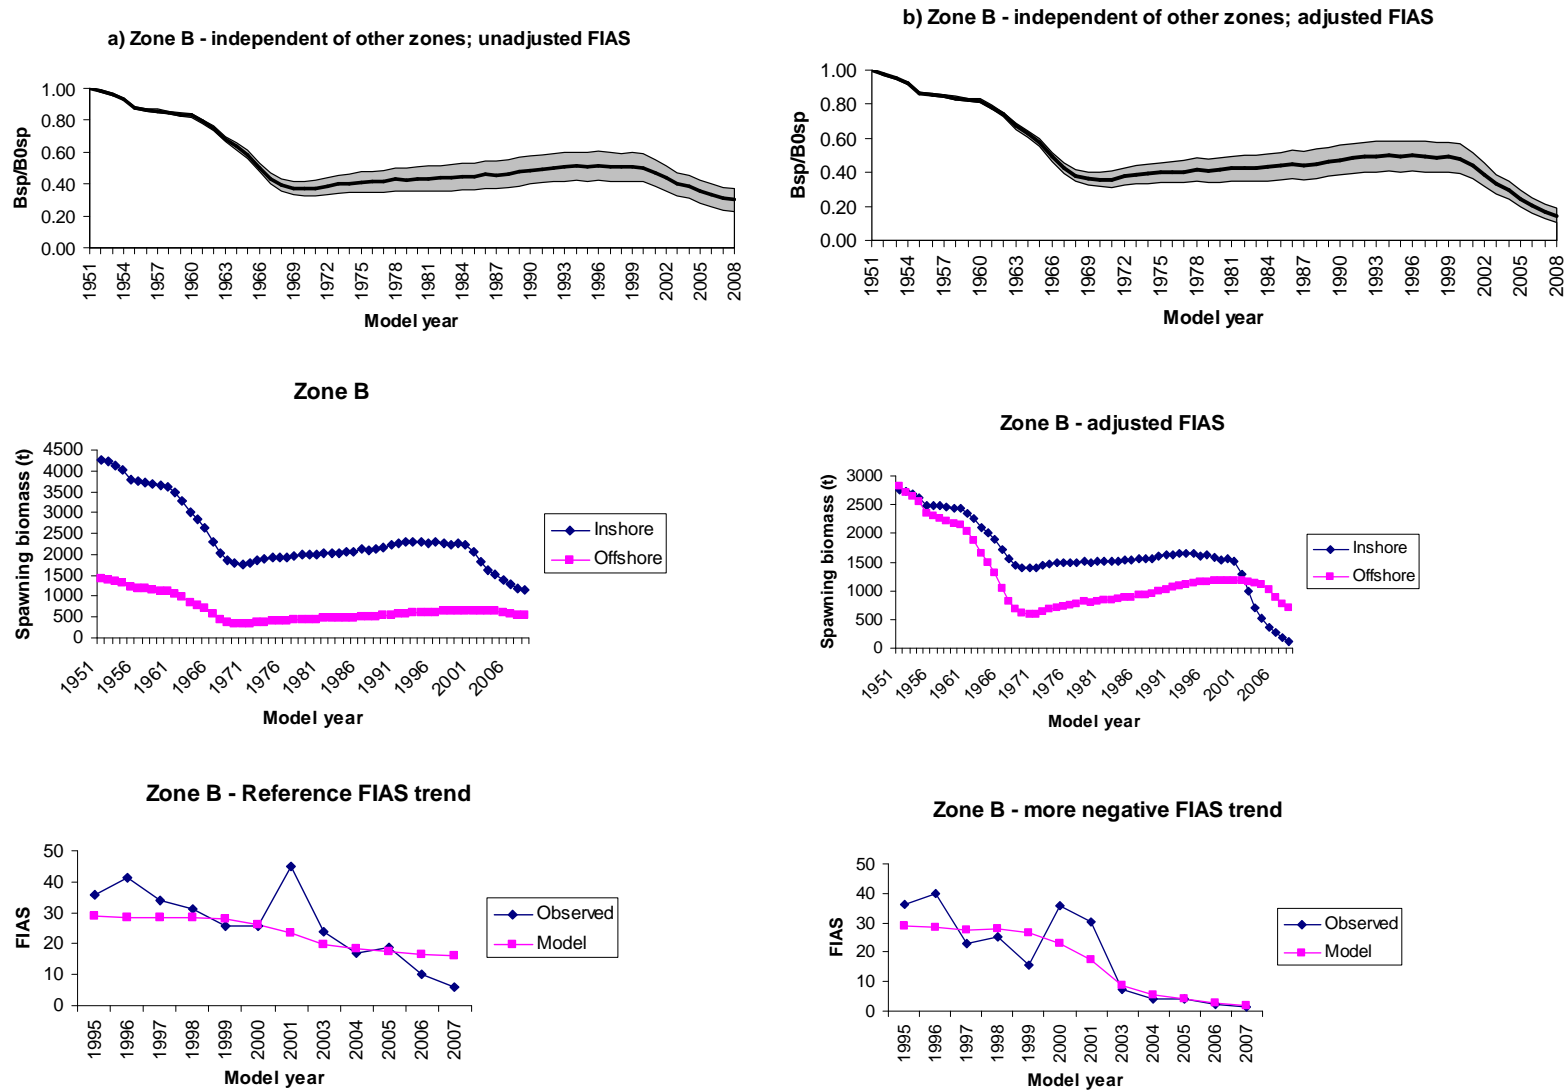 a) Zone B - independent of other zones; unadjusted FIAS
Bsp/B0sp
1.00
0.80
0.60
0.40
0.20
0.00
1951 1954 1957 1960 1963 1966 1969 1972 1975 1978 1981 1984 1987 1990 1993 1996 1999 2002 2005 2008
Model year
b) Zone B - independent of other zones; adjusted FIAS
Bsp/B0sp
1.00
0.80
0.60
0.40
0.20
0.00
1951 1954 1957 1960 1963 1966 1969 1972 1975 1978 1981 1984 1987 1990 1993 1996 1999 2002 2005 2008
Model year
Zone B
Spawning biomass (t)
4500
4000
3500
3000
2500
2000
1500
1000
500
0
1951 1956 1961 1966 1971 1976 1981 1986 1991 1996 2001 2006
Model year
Inshore
Offshore
Zone B - adjusted FIAS
Spawning biomass (t)
3000
2500
2000
1500
1000
500
0
1951 1956 1961 1966 1971 1976 1981 1986 1991 1996 2001 2006
Model year
Inshore
Offshore
Zone B - Reference FIAS trend
FIAS
50
40
30
20
10
0
1995 1996 1997 1998 1999 2000 2001 2003 2004 2005 2006 2007
Model year
Observed
Model
Zone B - more negative FIAS trend
FIAS
50
40
30
20
10
0
1995 1996 1997 1998 1999 2000 2001 2003 2004 2005 2006 2007
Model year
Observed
Model